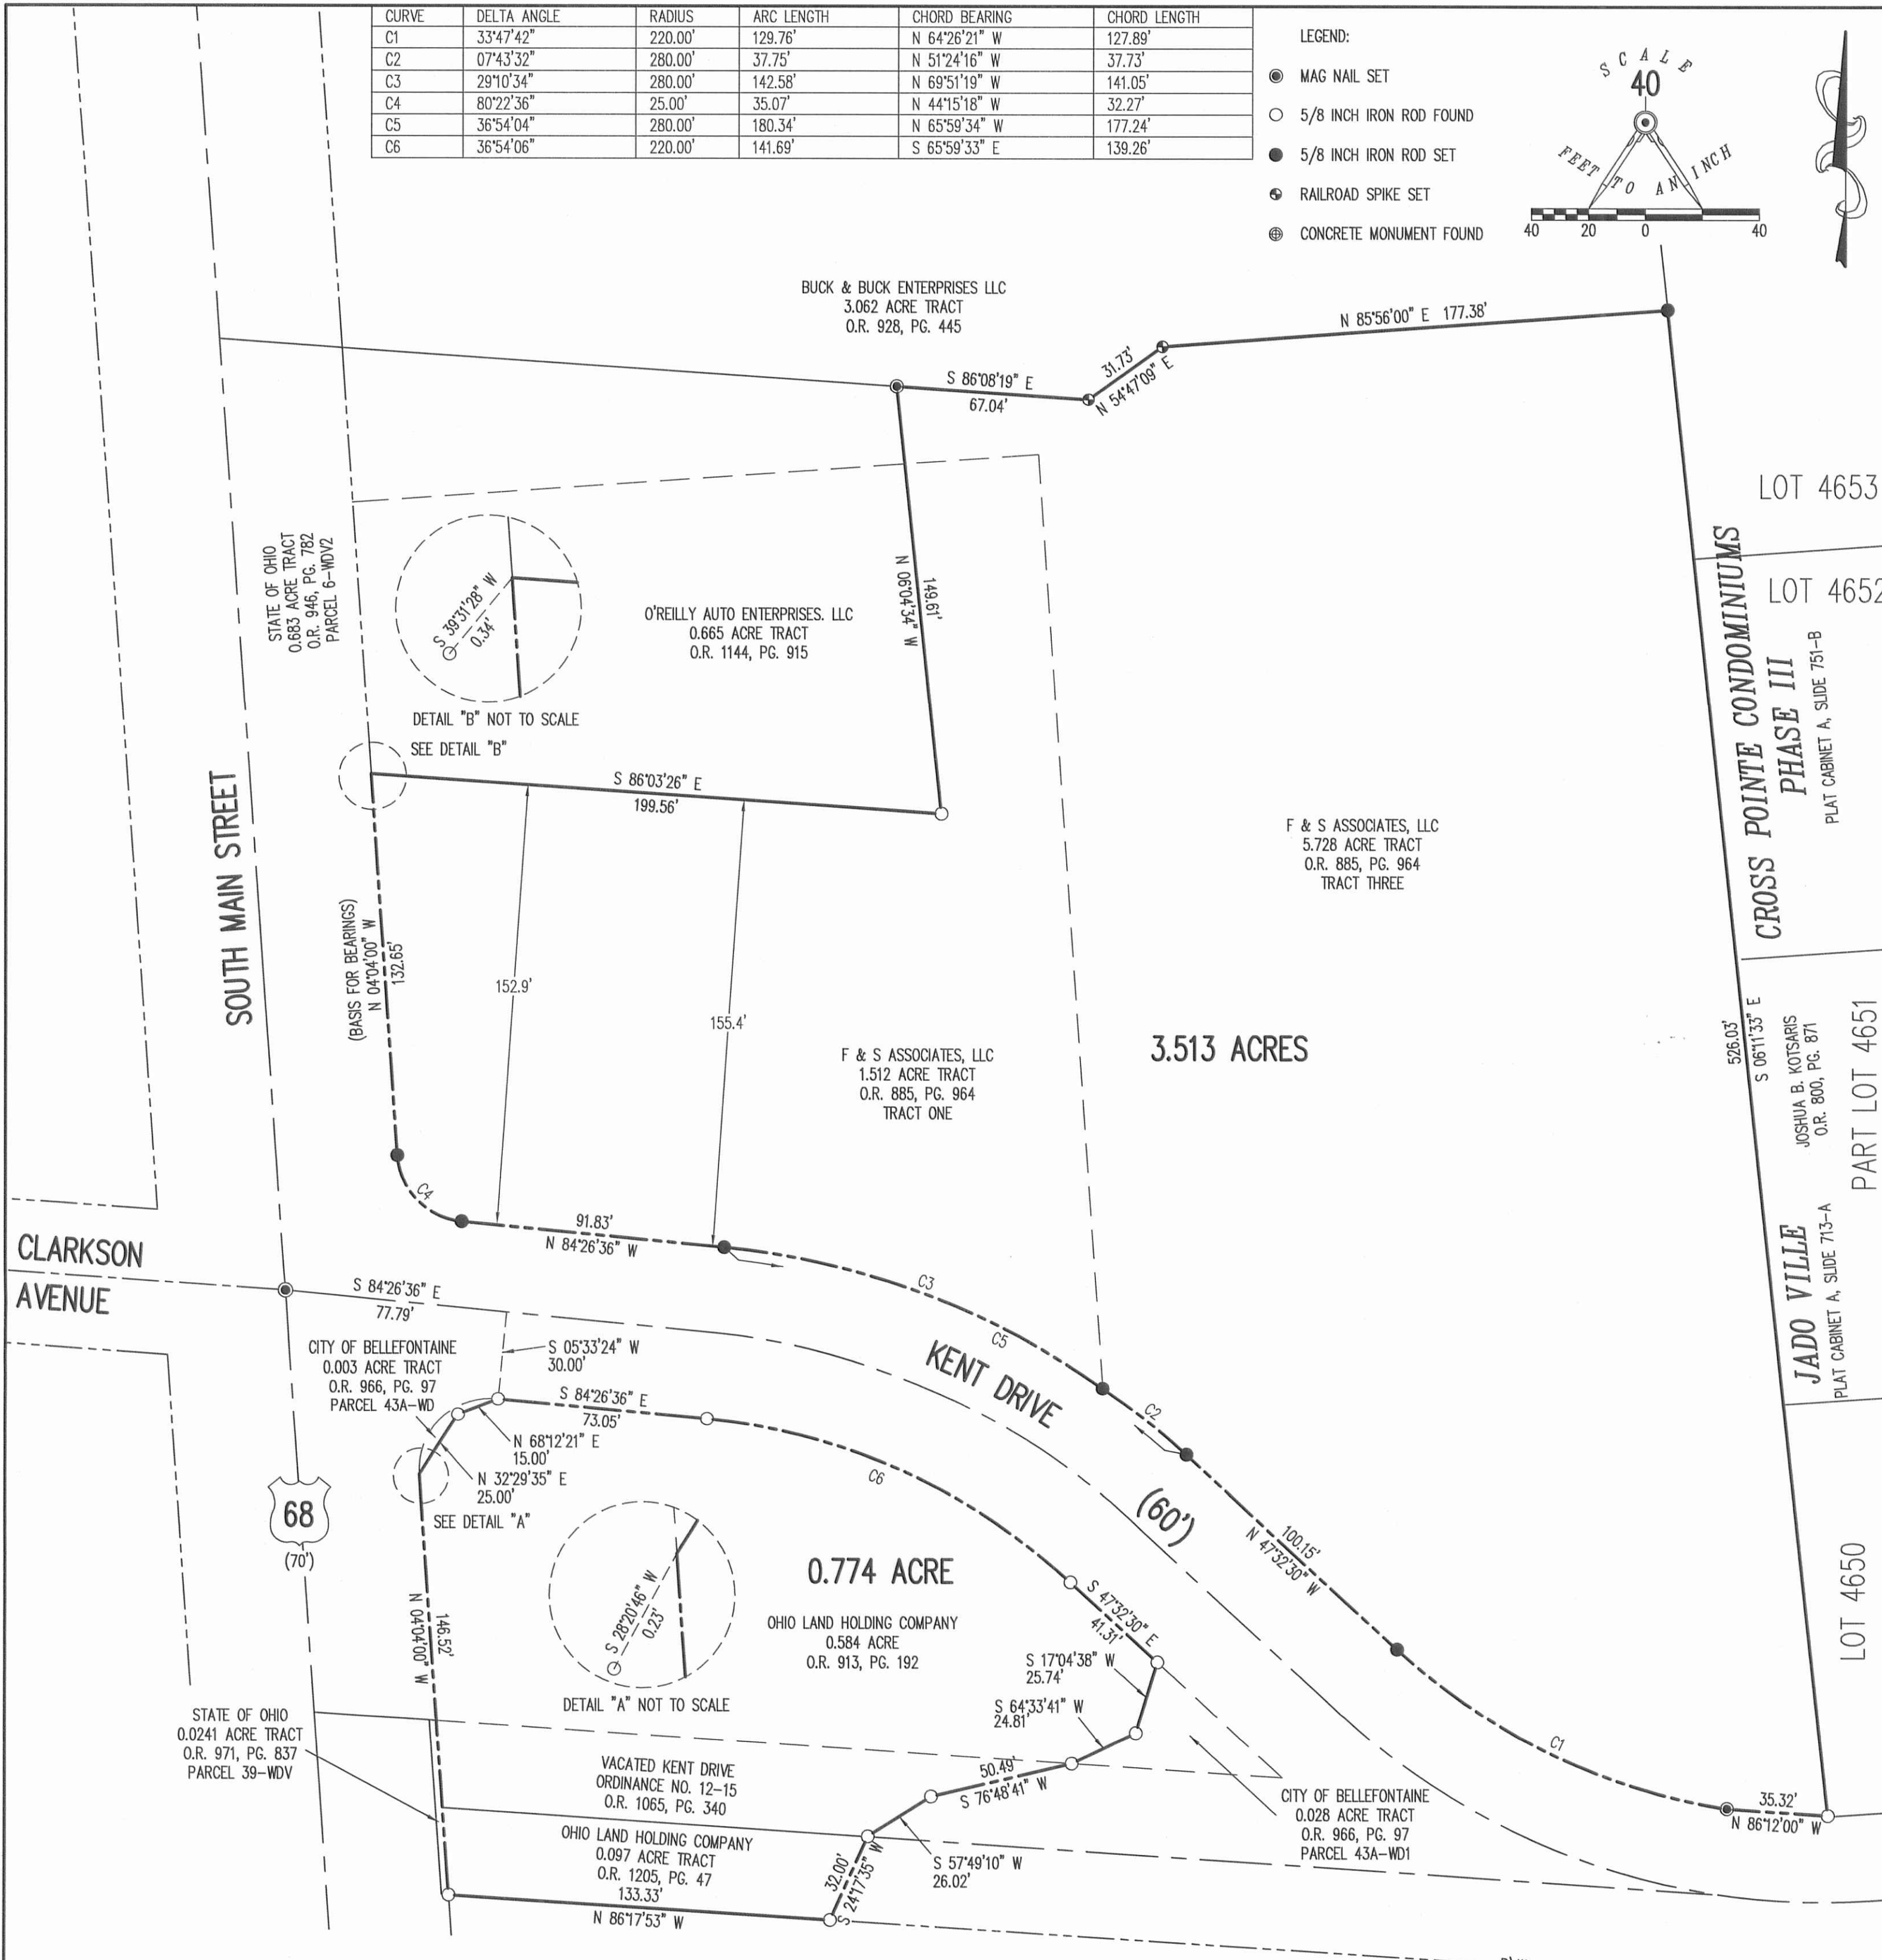 CURVE DELTA ANGLE RADIUS ARC LENGTH CHORD BEARING CHORD LENGTH
C1 33°47'42" 220.00' 129.76' N 64°26'21" W 127.89'
C2 07°43'32" 280.00' 37.75' N 51°24'16" W 37.73'
C3 29°10'34" 280.00' 142.58' N 69°51'19" W 141.05'
C4 80°22'36" 25.00' 35.07' N 44°15'18" W 32.27'
C5 36°54'04" 280.00' 180.34' N 65°59'34" W 177.24'
C6 36°54'06" 220.00' 141.69' S 65°59'33" E 139.26'
LEGEND:
MAG NAIL SET
5/8 INCH IRON ROD FOUND
5/8 INCH IRON ROD SET
RAILROAD SPIKE SET
CONCRETE MONUMENT FOUND
SCALE
40
FEET TO AN INCH
40 20 0 40
BUCK & BUCK ENTERPRISES LLC
3.062 ACRE TRACT
O.R. 928, PG. 445
N 85°56'00" E 177.38'
31.73'
N 54°47'09" E
S 86°08'19" E
67.04'
LOT 4653
LOT 4652
CROSS POINTE CONDOMINIUMS
PHASE III
PLAT CABINET A, SLIDE 751-B
STATE OF OHIO
0.683 ACRE TRACT
O.R. 946, PG. 782
PARCEL 6-WDV2
S 39°31'28" W
0.34'
DETAIL "B" NOT TO SCALE
SEE DETAIL "B"
O'REILLY AUTO ENTERPRISES. LLC
0.665 ACRE TRACT
O.R. 1144, PG. 915
149.61'
N 06°04'34" W
S 86°03'26" E
199.56'
SOUTH MAIN STREET
(BASIS FOR BEARINGS)
N 04°04'00" W
132.65'
152.9'
155.4'
F & S ASSOCIATES, LLC
5.728 ACRE TRACT
O.R. 885, PG. 964
TRACT THREE
F & S ASSOCIATES, LLC
1.512 ACRE TRACT
O.R. 885, PG. 964
TRACT ONE
3.513 ACRES
526.03'
S 06°11'33" E
JOSHUA B. KOTSARIS
O.R. 800, PG. 871
PART LOT 4651
JADO VILLE
PLAT CABINET A, SLIDE 713-A
LOT 4650
C4
91.83'
N 84°26'36" W
CLARKSON
AVENUE
S 84°26'36" E
77.79'
C3
C5
KENT DRIVE
(60')
C2
100.15'
N 47°32'30" W
C1
35.32'
N 86°12'00" W
CITY OF BELLEFONTAINE
0.003 ACRE TRACT
O.R. 966, PG. 97
PARCEL 43A-WD
S 05°33'24" W
30.00'
S 84°26'36" E
73.05'
N 68°12'21" E
15.00'
N 32°29'35" E
25.00'
SEE DETAIL "A"
C6
68
(70')
N 04°04'00" W
146.52'
S 28°20'46" W
0.23'
DETAIL "A" NOT TO SCALE
0.774 ACRE
OHIO LAND HOLDING COMPANY
0.584 ACRE
O.R. 913, PG. 192
S 47°32'30" E
41.31'
S 17°04'38" W
25.74'
S 64°33'41" W
24.81'
50.49'
S 76°48'41" W
STATE OF OHIO
0.0241 ACRE TRACT
O.R. 971, PG. 837
PARCEL 39-WDV
VACATED KENT DRIVE
ORDINANCE NO. 12-15
O.R. 1065, PG. 340
OHIO LAND HOLDING COMPANY
0.097 ACRE TRACT
O.R. 1205, PG. 47
133.33'
N 86°17'53" W
32.00'
S 24°17'35" W
S 57°49'10" W
26.02'
CITY OF BELLEFONTAINE
0.028 ACRE TRACT
O.R. 966, PG. 97
PARCEL 43A-WD1